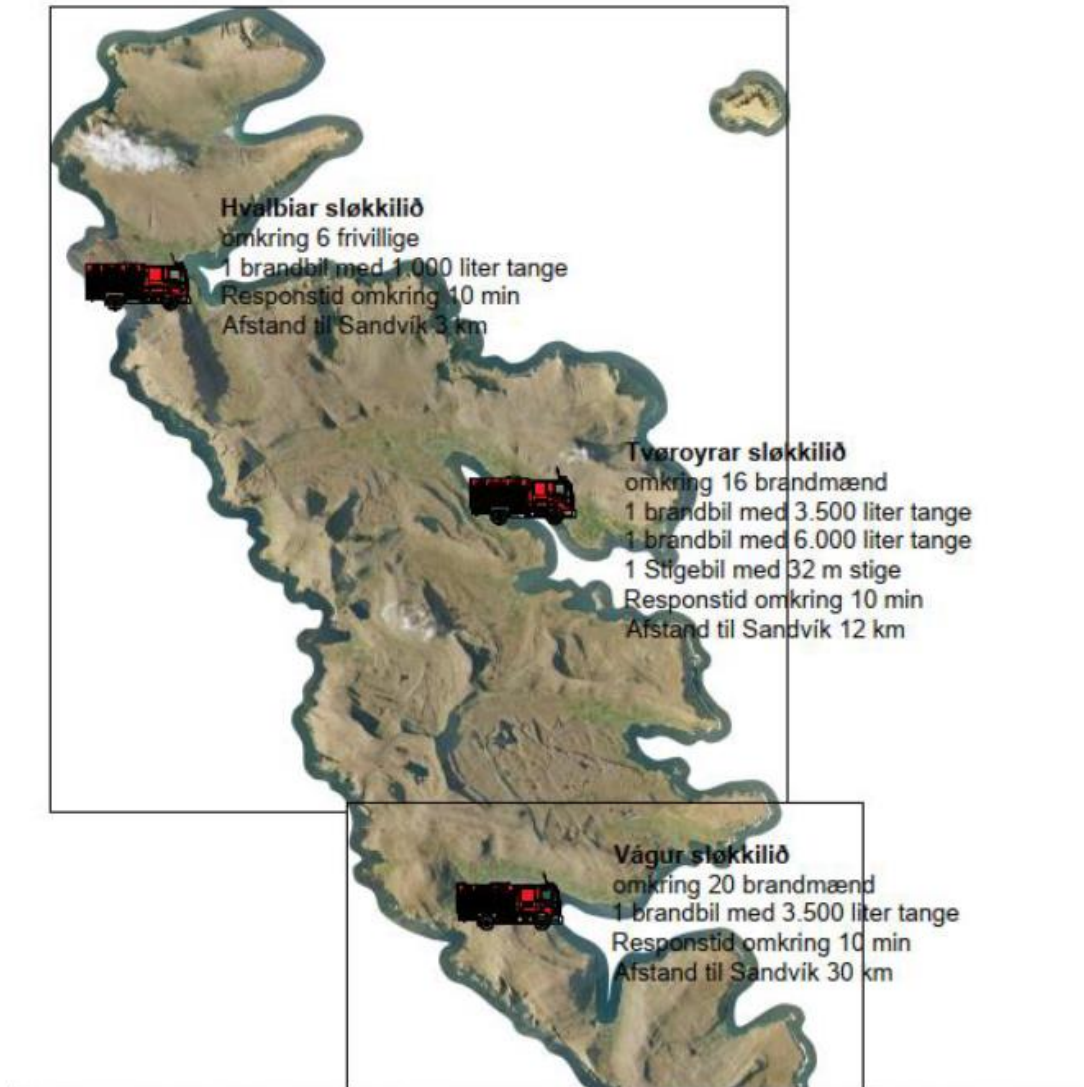 Hvalbiar sløkkilið
omkring 6 frivillige
1 brandbil med 1.000 liter tange
Responstid omkring 10 min
Afstand til Sandvík 3 km
Tvøroyrar sløkkilið
omkring 16 brandmænd
1 brandbil med 3.500 liter tange
1 brandbil med 6.000 liter tange
1 Stigebil med 32 m stige
Responstid omkring 10 min
Afstand til Sandvík 12 km
Vágur sløkkilið
omkring 20 brandmænd
1 brandbil med 3.500 liter tange
Responstid omkring 10 min
Afstand til Sandvík 30 km